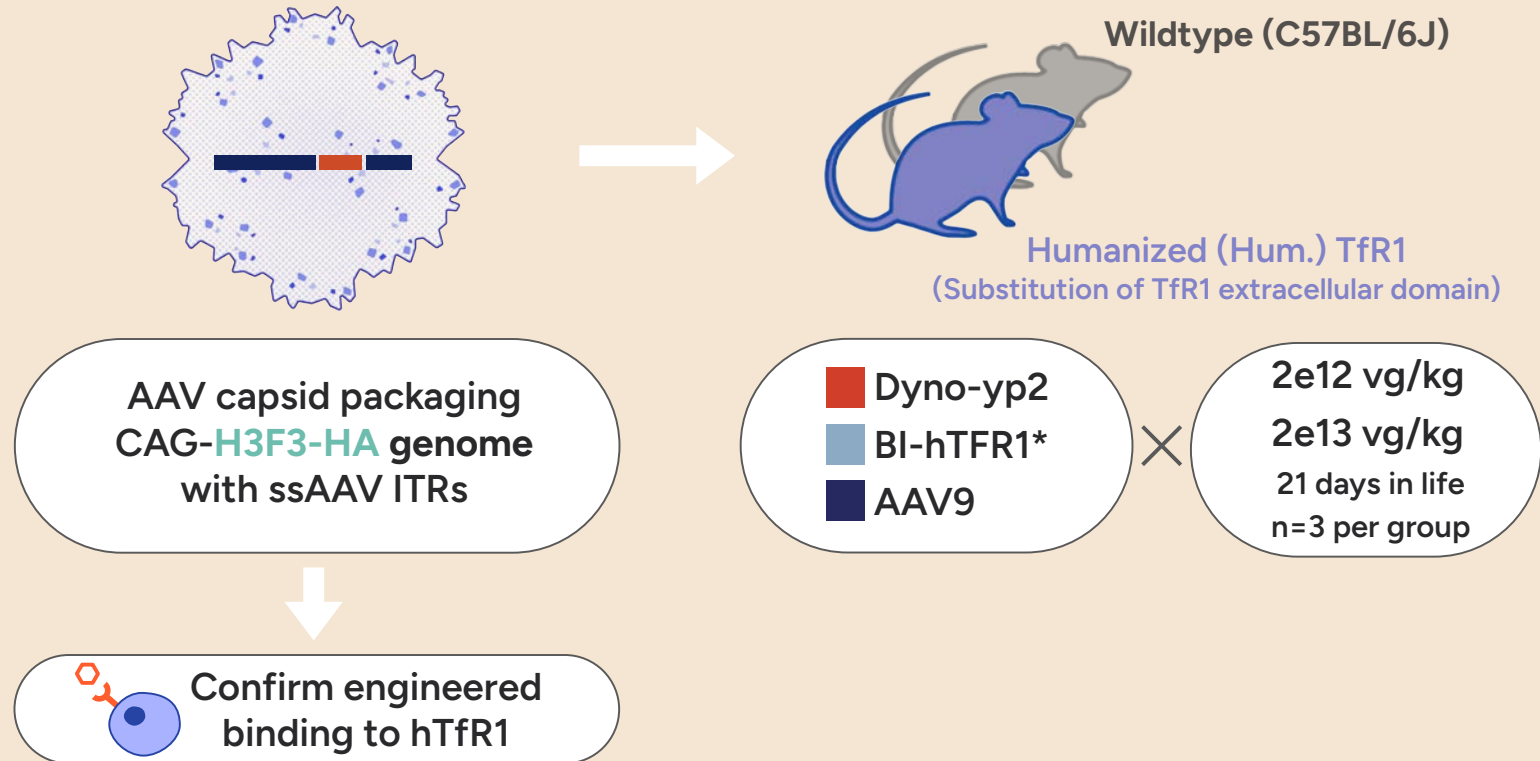 Wildtype (C57BL/6J)
Humanized (Hum.) TfR1
(Substitution of TfR1 extracellular domain)
AAV capsid packaging
CAG-H3F3-HA genome
with ssAAV ITRs
Dyno-yp2
BI-hTFR1*
AAV9
2e12 vg/kg
2e13 vg/kg
21 days in life
n=3 per group
Confirm engineered
binding to hTfR1